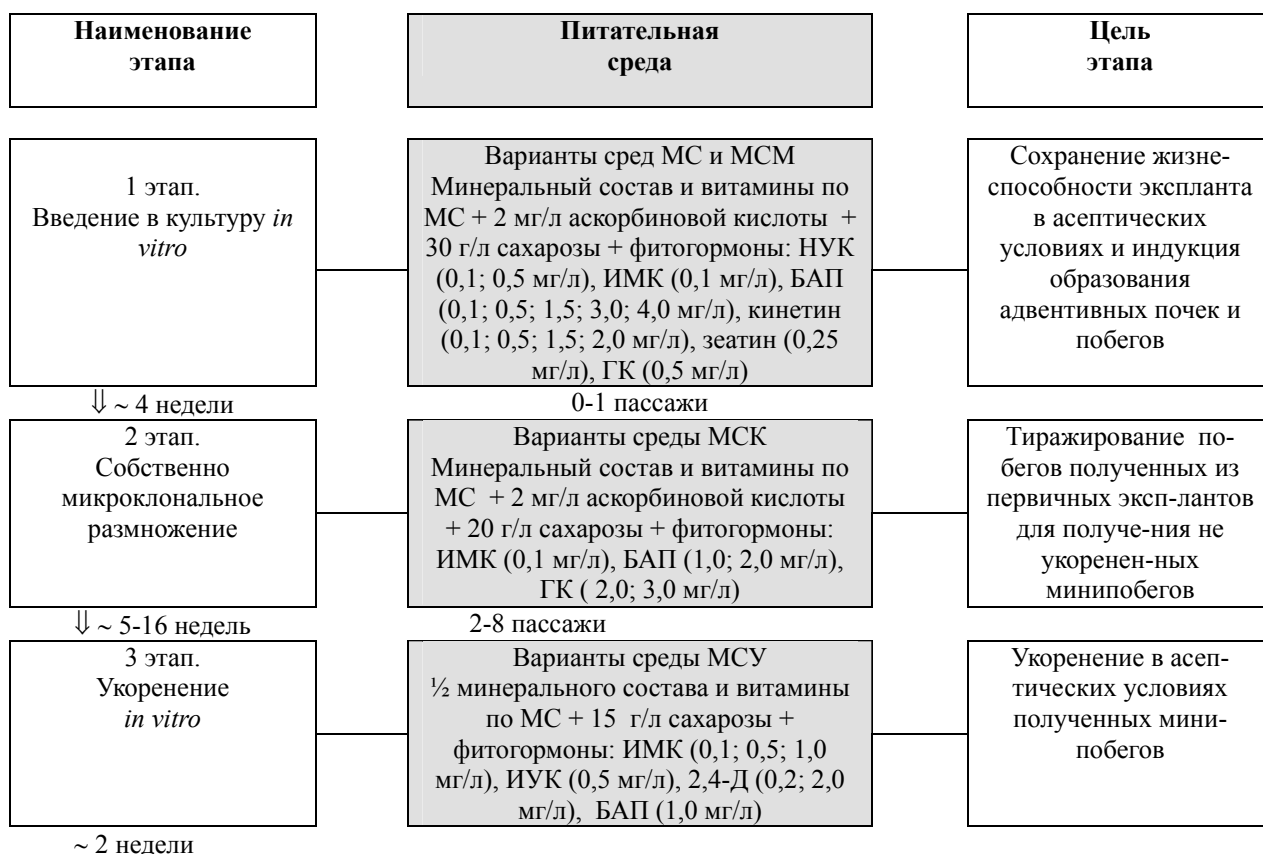 Наименование
этапа
Питательная
среда
Цель
этапа
1 этап.
Введение в культуру in
vitro
Варианты сред МС и МСМ
Минеральный состав и витамины по
МС + 2 мг/л аскорбиновой кислоты +
30 г/л сахарозы + фитогормоны: НУК
(0,1; 0,5 мг/л), ИМК (0,1 мг/л), БАП
(0,1; 0,5; 1,5; 3,0; 4,0 мг/л), кинетин
(0,1; 0,5; 1,5; 2,0 мг/л), зеатин (0,25
мг/л), ГК (0,5 мг/л)
Сохранение жизне-
способности экспланта
в асептических
условиях и индукция
образования
адвентивных почек и
побегов
⇓ ~ 4 недели
0-1 пассажи
2 этап.
Собственно
микроклональное
размножение
Варианты среды МСК
Минеральный состав и витамины по
МС + 2 мг/л аскорбиновой кислоты
+ 20 г/л сахарозы + фитогормоны:
ИМК (0,1 мг/л), БАП (1,0; 2,0 мг/л),
ГК ( 2,0; 3,0 мг/л)
Тиражирование по-
бегов полученных из
первичных эксп-лантов
для получе-ния не
укоренен-ных
минипобегов
⇓ ~ 5-16 недель
2-8 пассажи
3 этап.
Укоренение
in vitro
Варианты среды МСУ
½ минерального состава и витамины
по МС + 15 г/л сахарозы +
фитогормоны: ИМК (0,1; 0,5; 1,0
мг/л), ИУК (0,5 мг/л), 2,4-Д (0,2; 2,0
мг/л), БАП (1,0 мг/л)
Укоренение в асеп-
тических условиях
полученных мини-
побегов
~ 2 недели